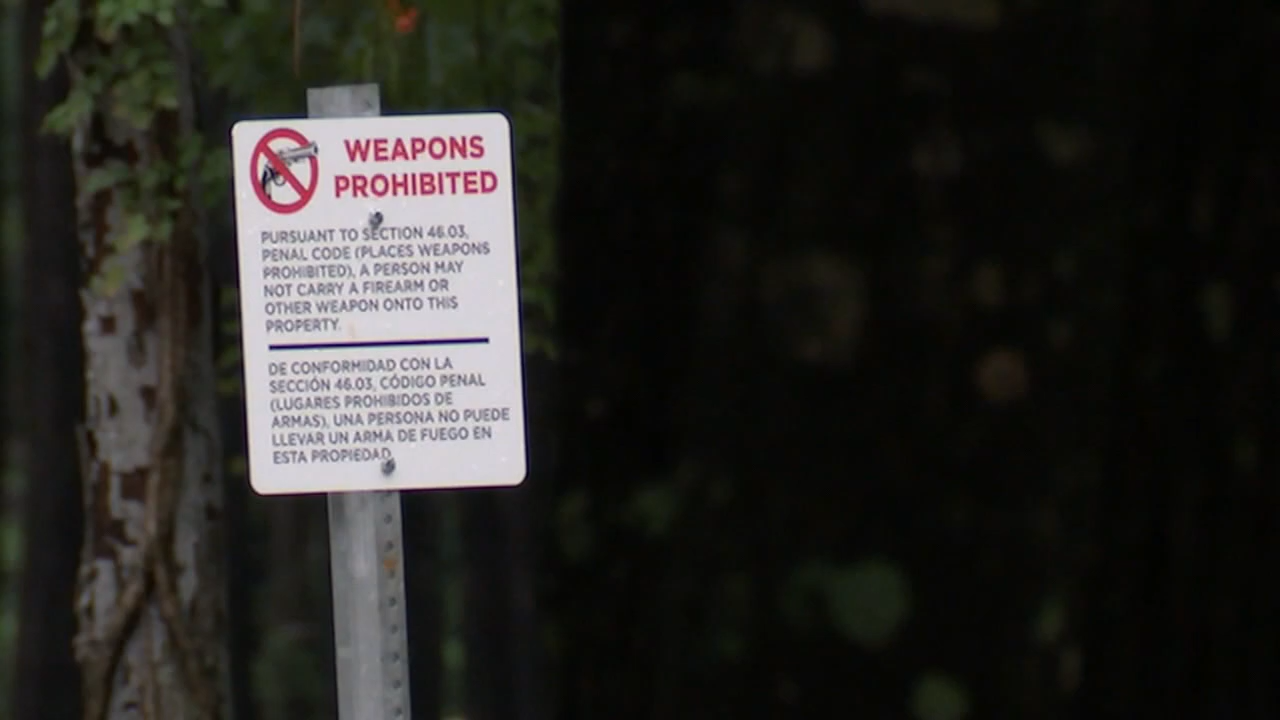 WEAPONS
PROHIBITED
PURSUANT TO SECTION 46.03,
PENAL CODE (PLACES WEAPONS
PROHIBITED), A PERSON MAY
NOT CARRY A FIREARM OR
OTHER WEAPON ONTO THIS
PROPERTY.
DE CONFORMIDAD CON LA
SECCIÓN 46.03, CÓDIGO PENAL
(LUGARES PROHIBIDOS DE
ARMAS), UNA PERSONA NO PUEDE
LLEVAR UN ARMA DE FUEGO EN
ESTA PROPIEDAD.